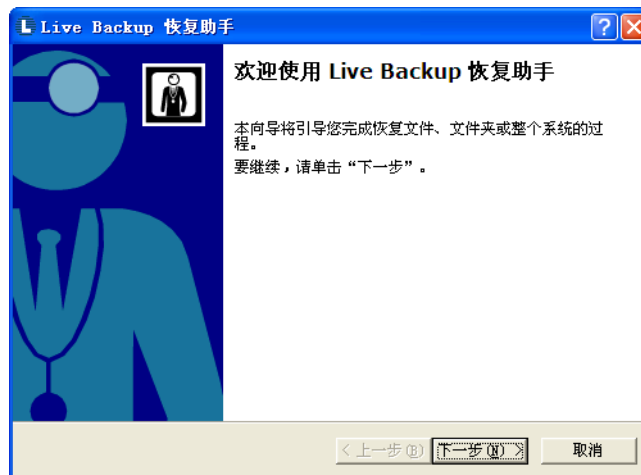 L Live Backup 恢复助手
欢迎使用 Live Backup 恢复助手
本向导将引导您完成恢复文件、文件夹或整个系统的过
程。
要继续，请单击“下一步”。
< 上一步(B) 下一步(N) > 取消